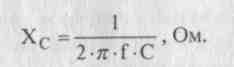 X_C = 1 / (2·π·f·C), Ом.